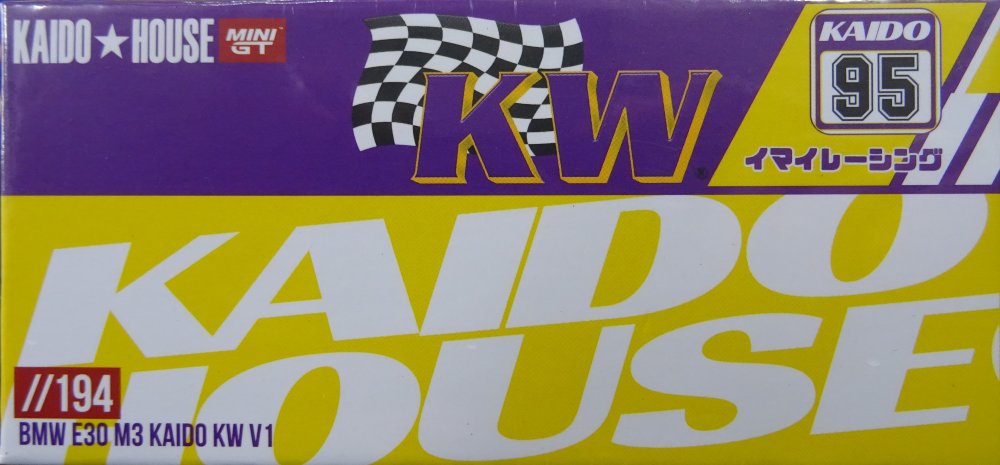 KAIDO★HOUSE
MINI
GT
KW®
KAIDO
95
イマイレーシング
KAIDO
HOUSE
//194
BMW E30 M3 KAIDO KW V1